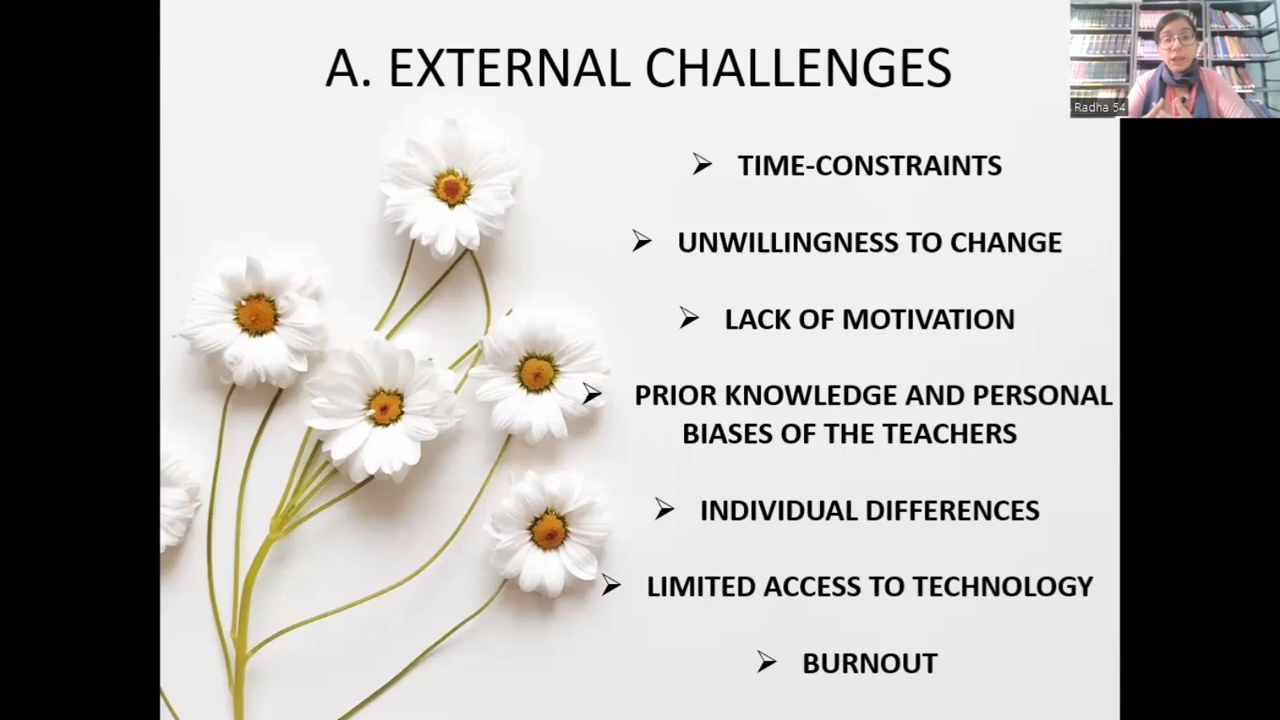 A. EXTERNAL CHALLENGES
Radha 54
➢ TIME-CONSTRAINTS
➢ UNWILLINGNESS TO CHANGE
➢ LACK OF MOTIVATION
➢ PRIOR KNOWLEDGE AND PERSONAL
BIASES OF THE TEACHERS
➢ INDIVIDUAL DIFFERENCES
➢ LIMITED ACCESS TO TECHNOLOGY
➢ BURNOUT